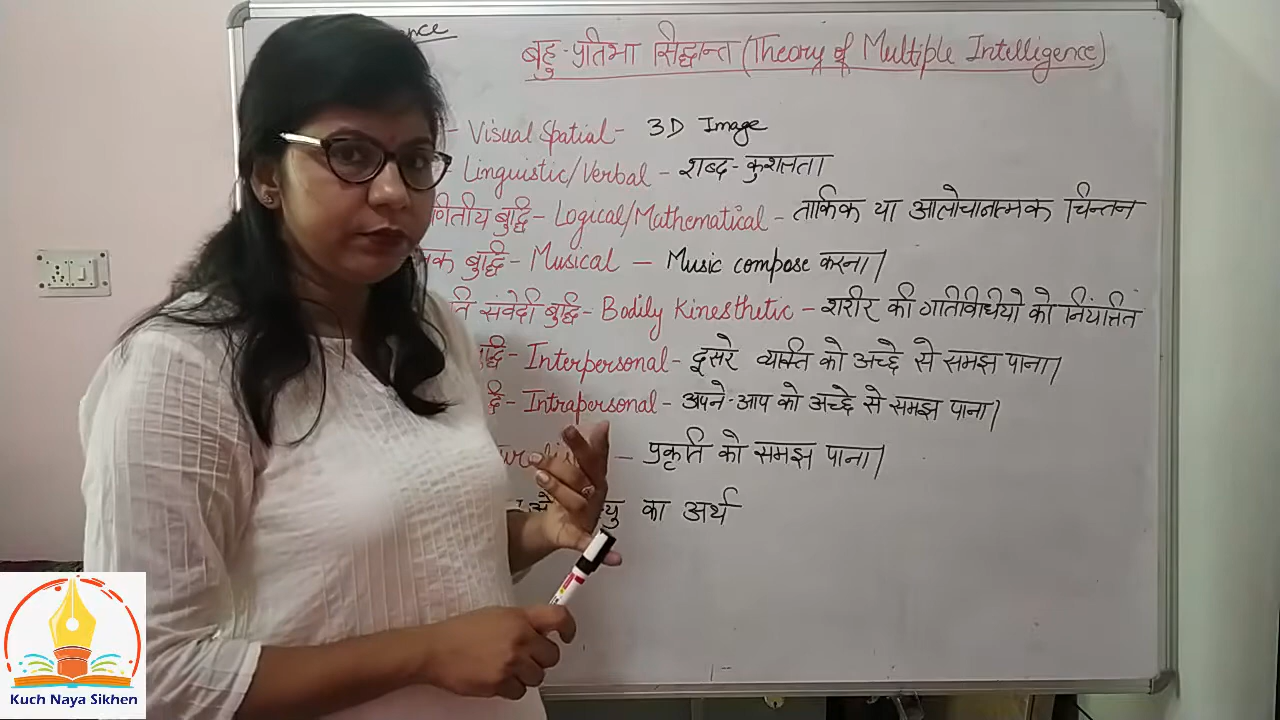 बहु-प्रतिभा सिद्धान्त (Theory of Multiple Intelligence)
- Visual Spatial - 3D Image
- Linguistic/Verbal - शब्द-कुशलता
बुद्धि - Logical/Mathematical - तार्किक या आलोचानात्मक चिन्तन
बुद्धि - Musical — Music compose करना।
संवेदी बुद्धि - Bodily Kinesthetic - शरीर की गतिविधियो को नियंत्रित
- Interpersonal - दूसरे व्यक्ति को अच्छे से समझ पाना।
- Intrapersonal - अपने-आप को अच्छे से समझ पाना।
— प्रकृति को समझ पाना।
का अर्थ
Kuch Naya Sikhen